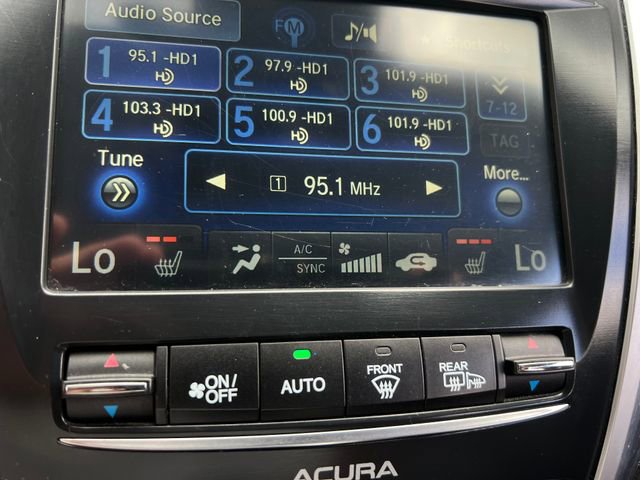 Audio Source
FM
Shortcuts
1 95.1 -HD1
2 97.9 -HD1
3 101.9 -HD1
7-12
4 103.3 -HD1
5 100.9 -HD1
6 101.9 -HD1
TAG
Tune
1 95.1 MHz
More...
Lo
A/C
SYNC
Lo
ON/
OFF
AUTO
FRONT
REAR
ACURA